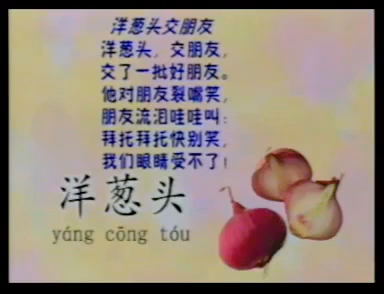 洋葱头交朋友
洋葱头，交朋友，
交了一批好朋友。
他对朋友裂嘴笑，
朋友流泪哇哇叫：
拜托拜托快别笑，
我们眼睛受不了！
洋葱头
yáng cōng tóu